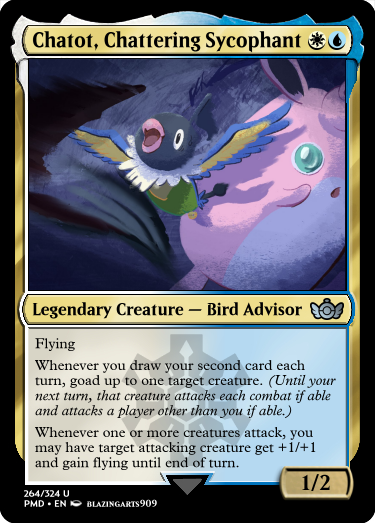 Chatot, Chattering Sycophant
Legendary Creature — Bird Advisor
Flying
Whenever you draw your second card each
turn, goad up to one target creature. (Until your
next turn, that creature attacks each combat if able
and attacks a player other than you if able.)
Whenever one or more creatures attack, you
may have target attacking creature get +1/+1
and gain flying until end of turn.
1/2
264/324 U
PMD • EN BLAZINGARTS909